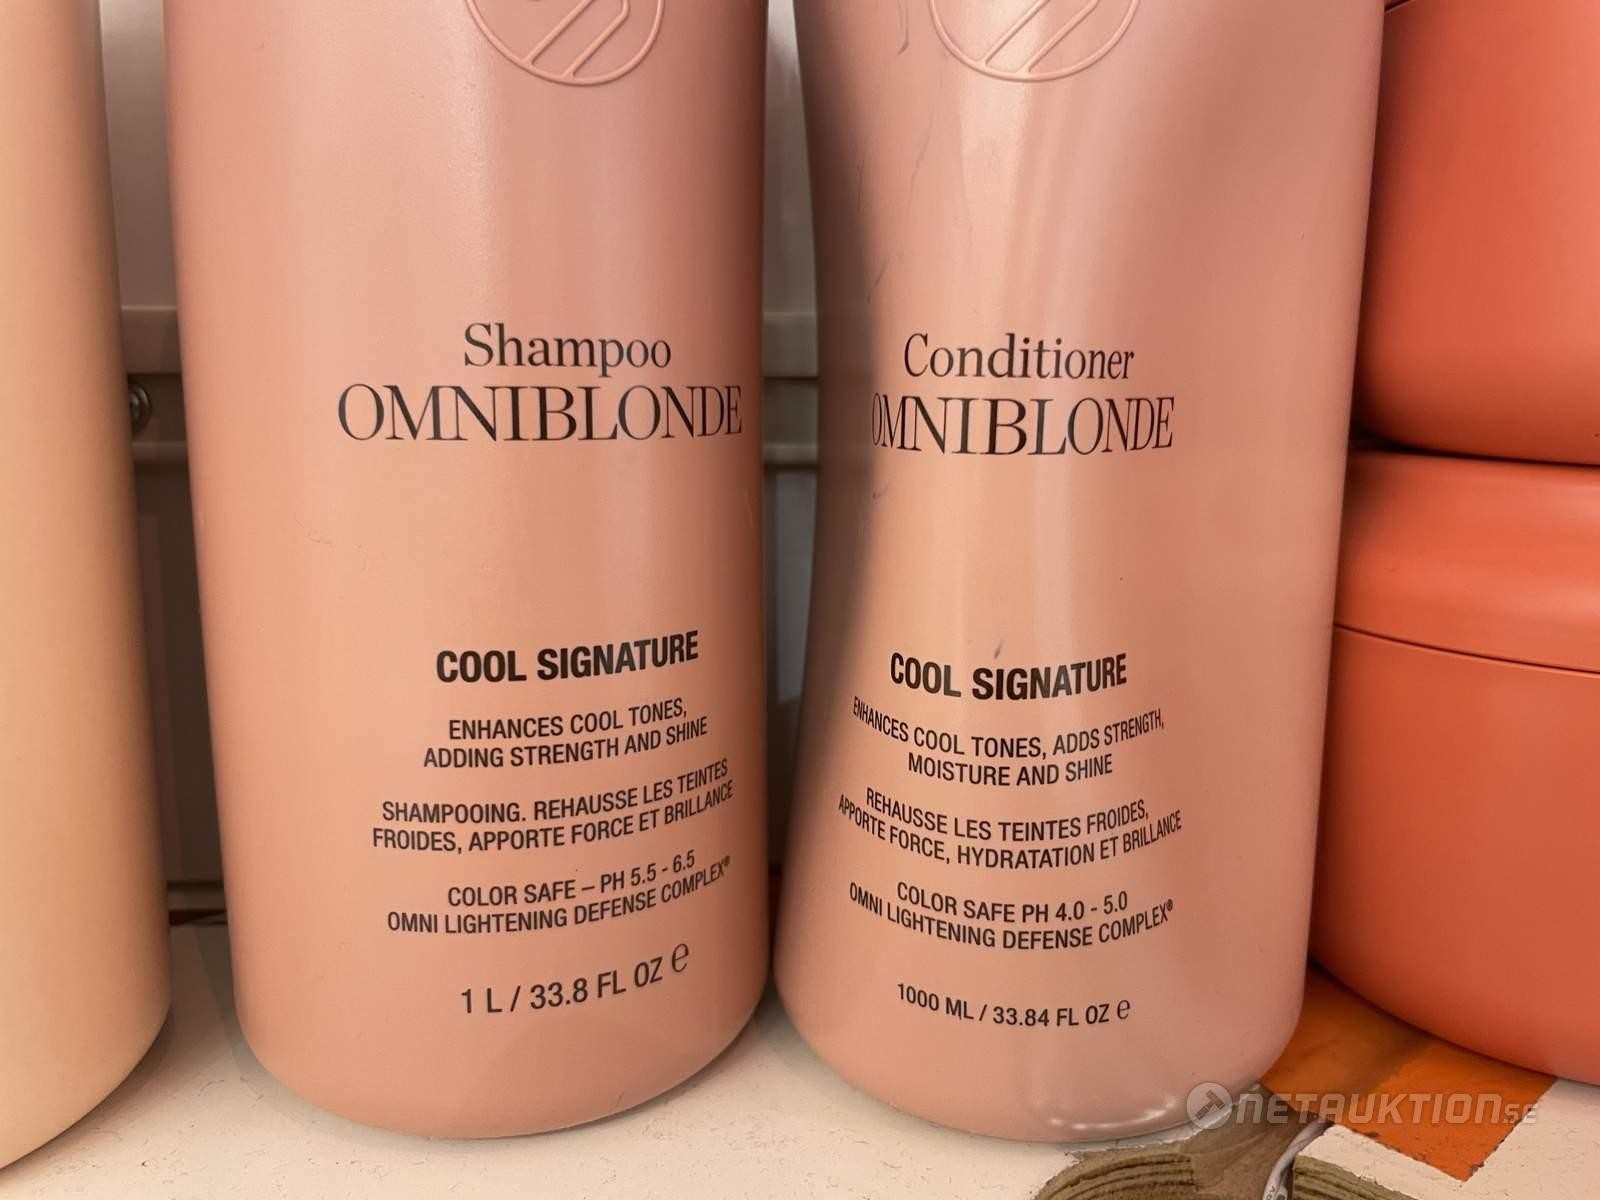 Shampoo
OMNIBLONDE
COOL SIGNATURE
ENHANCES COOL TONES,
ADDING STRENGTH AND SHINE
SHAMPOOING. REHAUSSE LES TEINTES
FROIDES, APPORTE FORCE ET BRILLANCE
COLOR SAFE – PH 5.5 - 6.5
OMNI LIGHTENING DEFENSE COMPLEX®
1 L / 33.8 FL OZ ℮
Conditioner
OMNIBLONDE
COOL SIGNATURE
ENHANCES COOL TONES, ADDS STRENGTH,
MOISTURE AND SHINE
REHAUSSE LES TEINTES FROIDES,
APPORTE FORCE, HYDRATATION ET BRILLANCE
COLOR SAFE PH 4.0 - 5.0
OMNI LIGHTENING DEFENSE COMPLEX®
1000 ML / 33.84 FL OZ ℮
NETAUKTION.SE